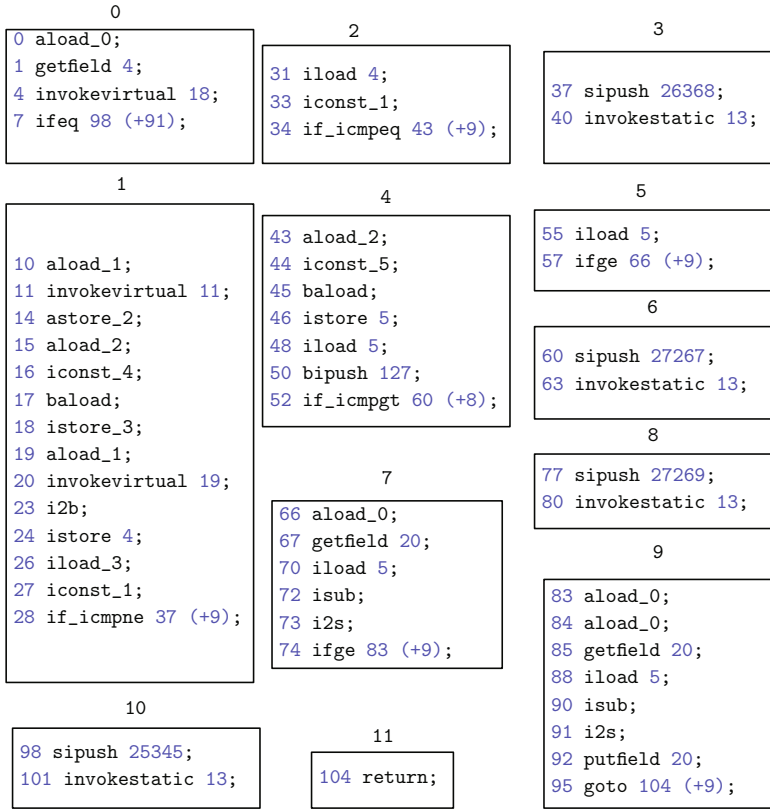 0
0 aload_0;
1 getfield 4;
4 invokevirtual 18;
7 ifeq 98 (+91);
2
31 iload 4;
33 iconst_1;
34 if_icmpeq 43 (+9);
3
37 sipush 26368;
40 invokestatic 13;
1
10 aload_1;
11 invokevirtual 11;
14 astore_2;
15 aload_2;
16 iconst_4;
17 baload;
18 istore_3;
19 aload_1;
20 invokevirtual 19;
23 i2b;
24 istore 4;
26 iload_3;
27 iconst_1;
28 if_icmpne 37 (+9);
4
43 aload_2;
44 iconst_5;
45 baload;
46 istore 5;
48 iload 5;
50 bipush 127;
52 if_icmpgt 60 (+8);
5
55 iload 5;
57 ifge 66 (+9);
6
60 sipush 27267;
63 invokestatic 13;
7
66 aload_0;
67 getfield 20;
70 iload 5;
72 isub;
73 i2s;
74 ifge 83 (+9);
8
77 sipush 27269;
80 invokestatic 13;
9
83 aload_0;
84 aload_0;
85 getfield 20;
88 iload 5;
90 isub;
91 i2s;
92 putfield 20;
95 goto 104 (+9);
10
98 sipush 25345;
101 invokestatic 13;
11
104 return;